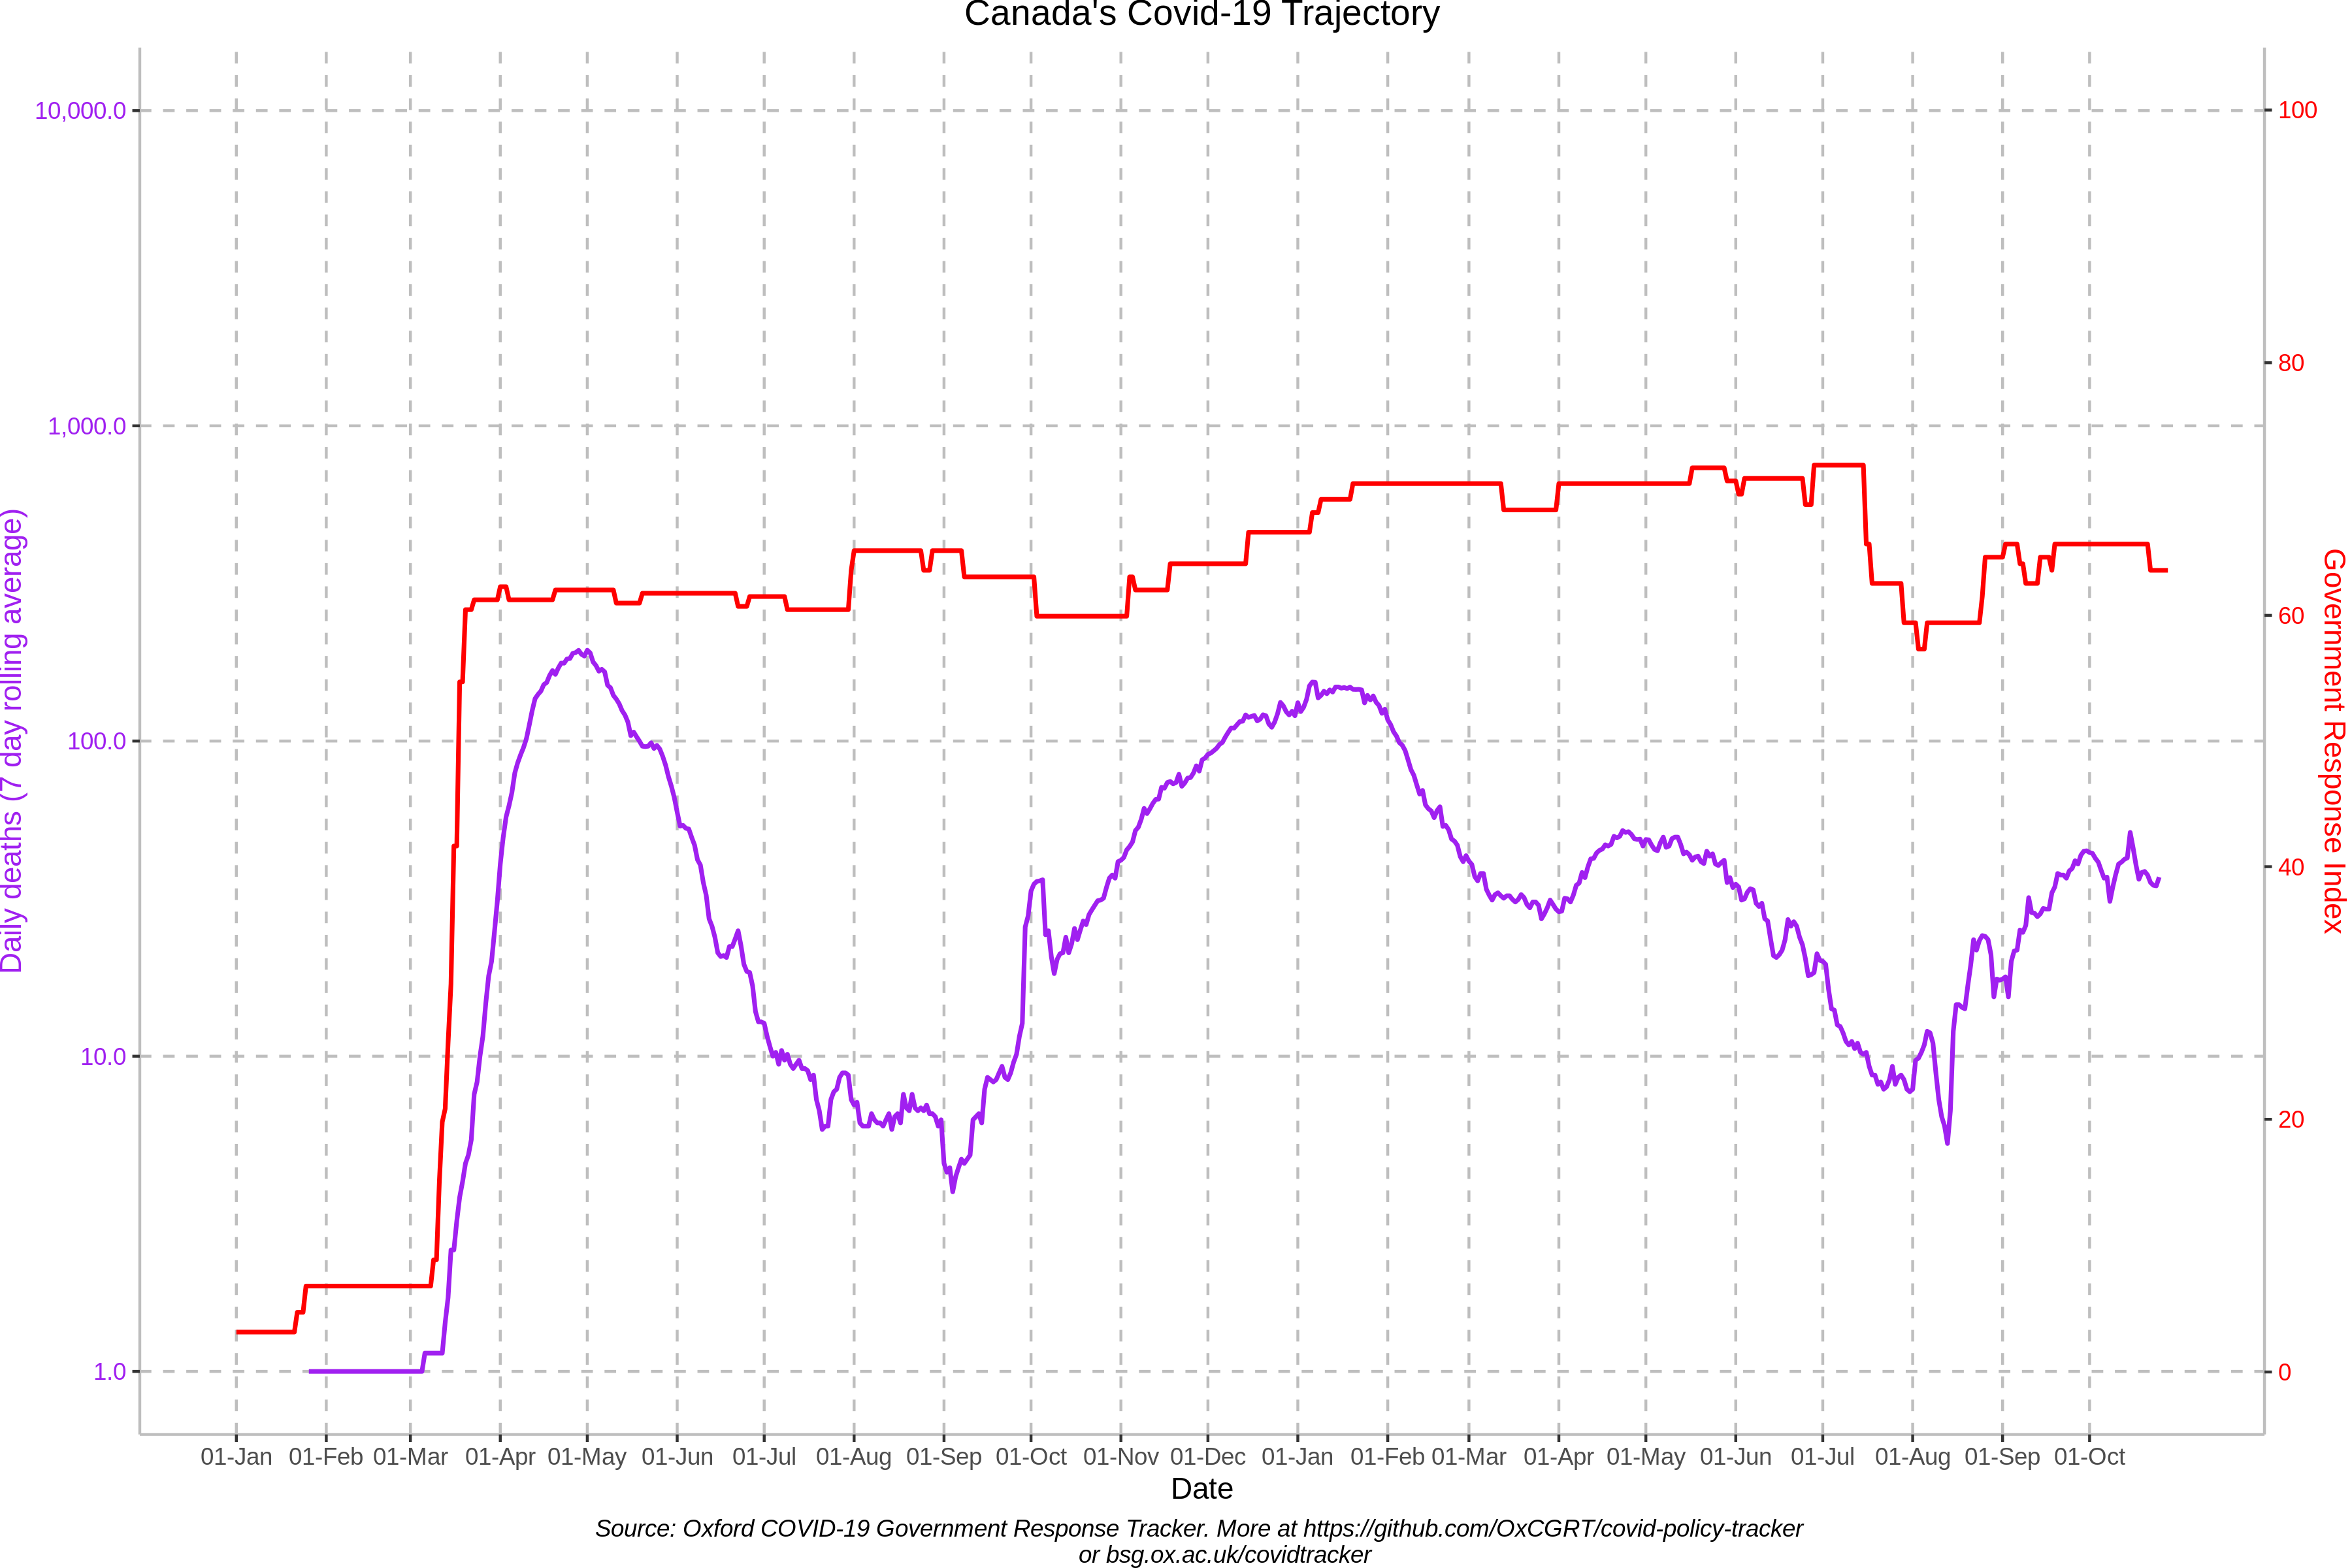 Canada's Covid-19 Trajectory
10,000.0
1,000.0
100.0
10.0
1.0
Daily deaths (7 day rolling average)
100
80
60
40
20
0
Government Response Index
01-Jan 01-Feb 01-Mar 01-Apr 01-May 01-Jun 01-Jul 01-Aug 01-Sep 01-Oct 01-Nov 01-Dec 01-Jan 01-Feb 01-Mar 01-Apr 01-May 01-Jun 01-Jul 01-Aug 01-Sep 01-Oct
Date
Source: Oxford COVID-19 Government Response Tracker. More at https://github.com/OxCGRT/covid-policy-tracker
or bsg.ox.ac.uk/covidtracker